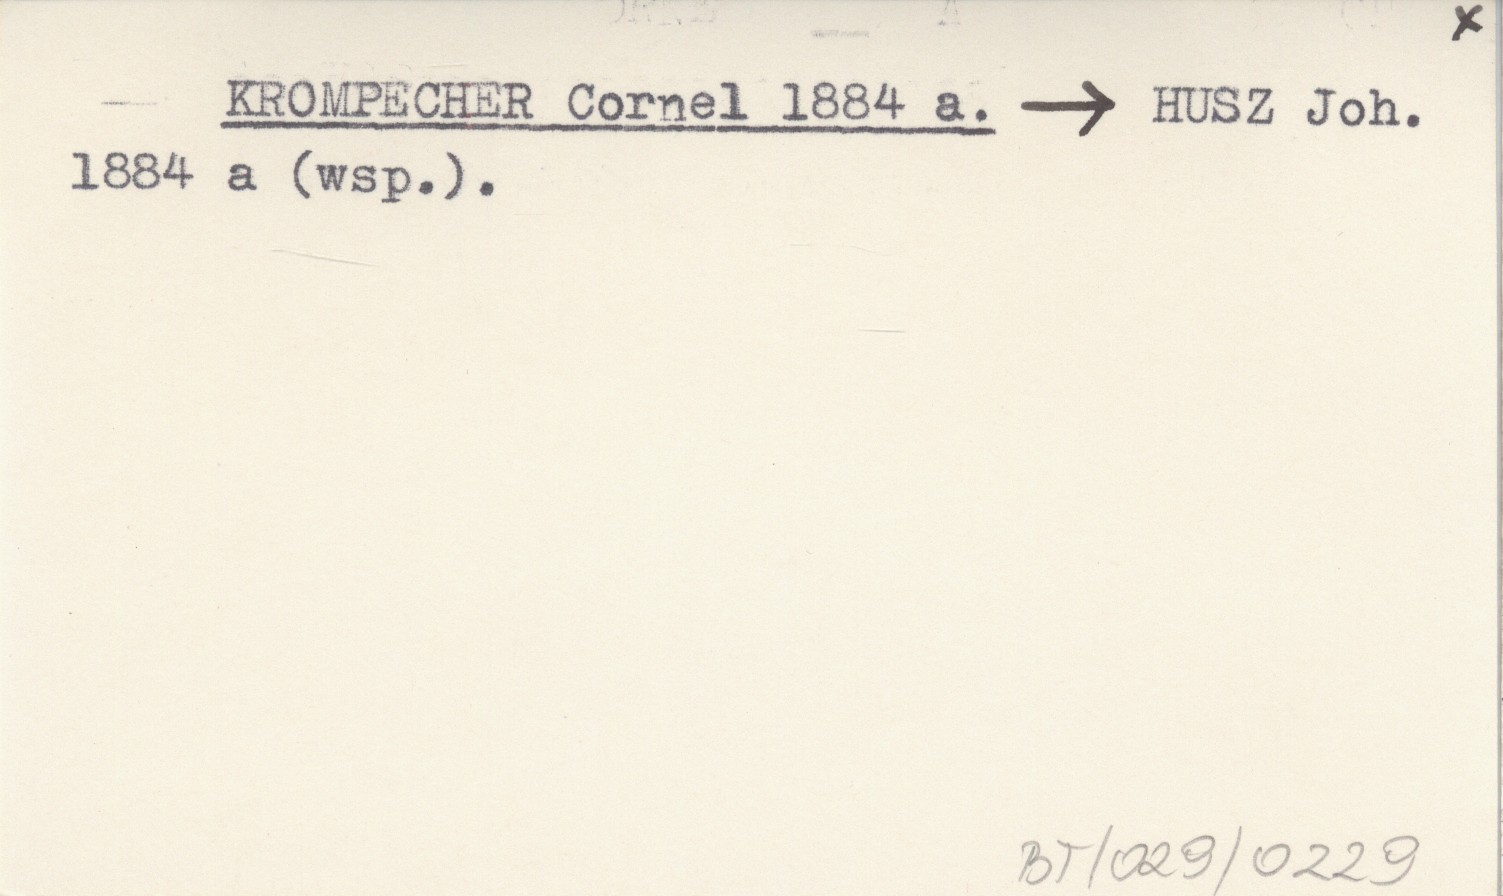 x
KROMPECHER Cornel 1884 a. → HUSZ Joh.
1884 a (wsp.).
BT/029/0229